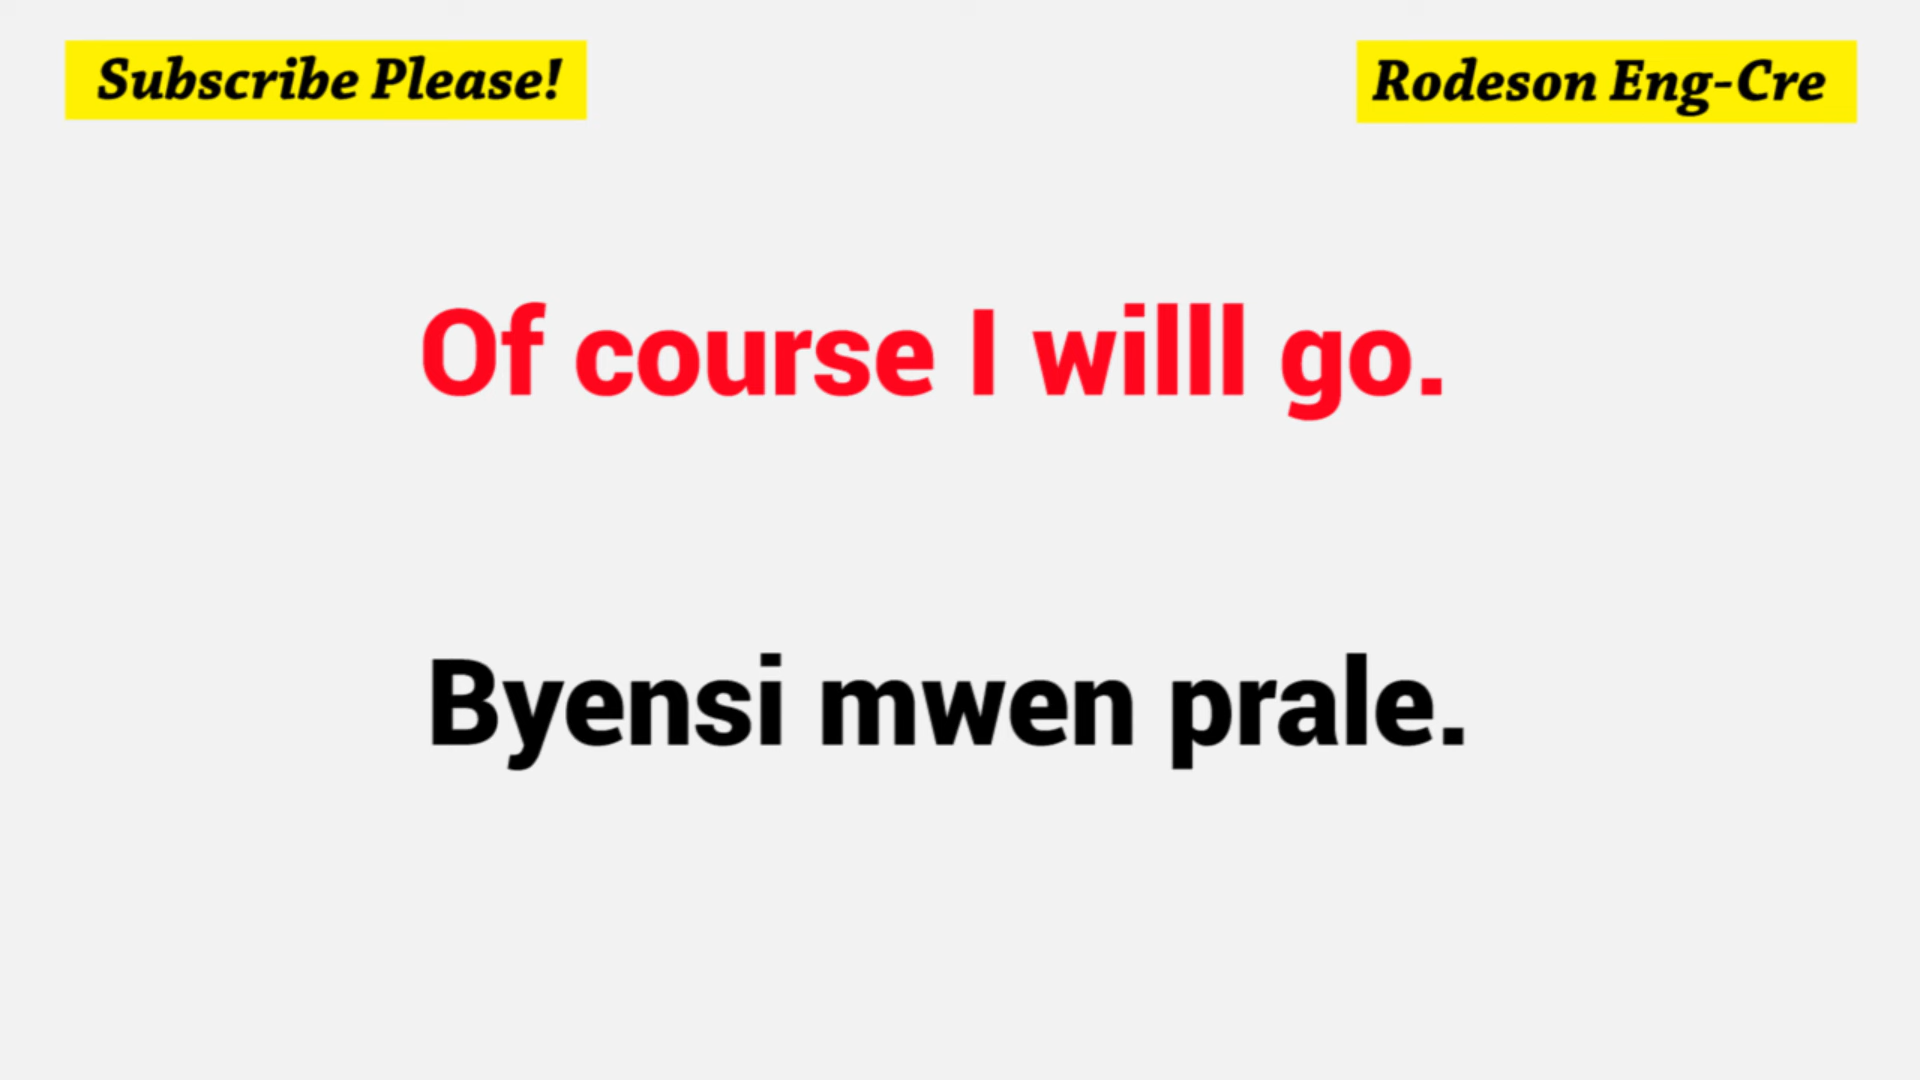 Subscribe Please!
Rodeson Eng-Cre
Of course I willl go.
Byensi mwen prale.